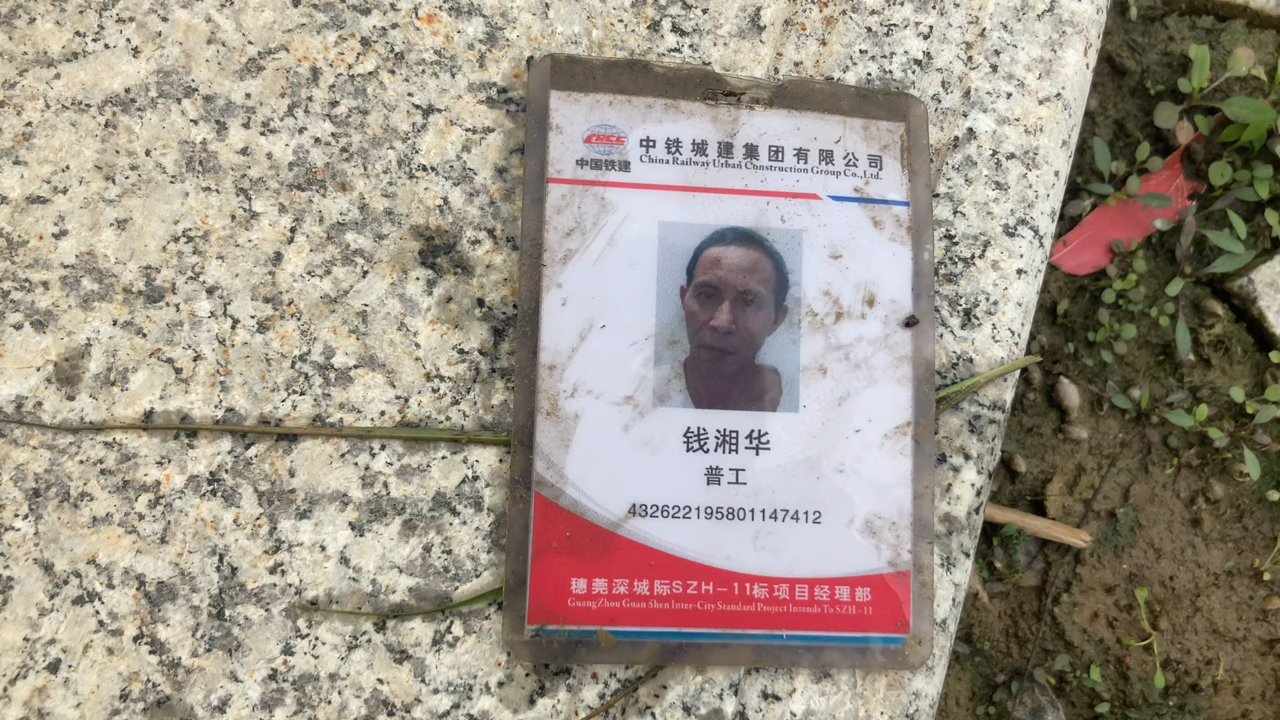 CRCC
中国铁建
中铁城建集团有限公司
China Railway Urban Construction Group Co.,Ltd.
钱湘华
普工
432622195801147412
穗莞深城际SZH-11标项目经理部
GuangZhou Guan Shen Inter-City Standard Project Intends To SZH-11